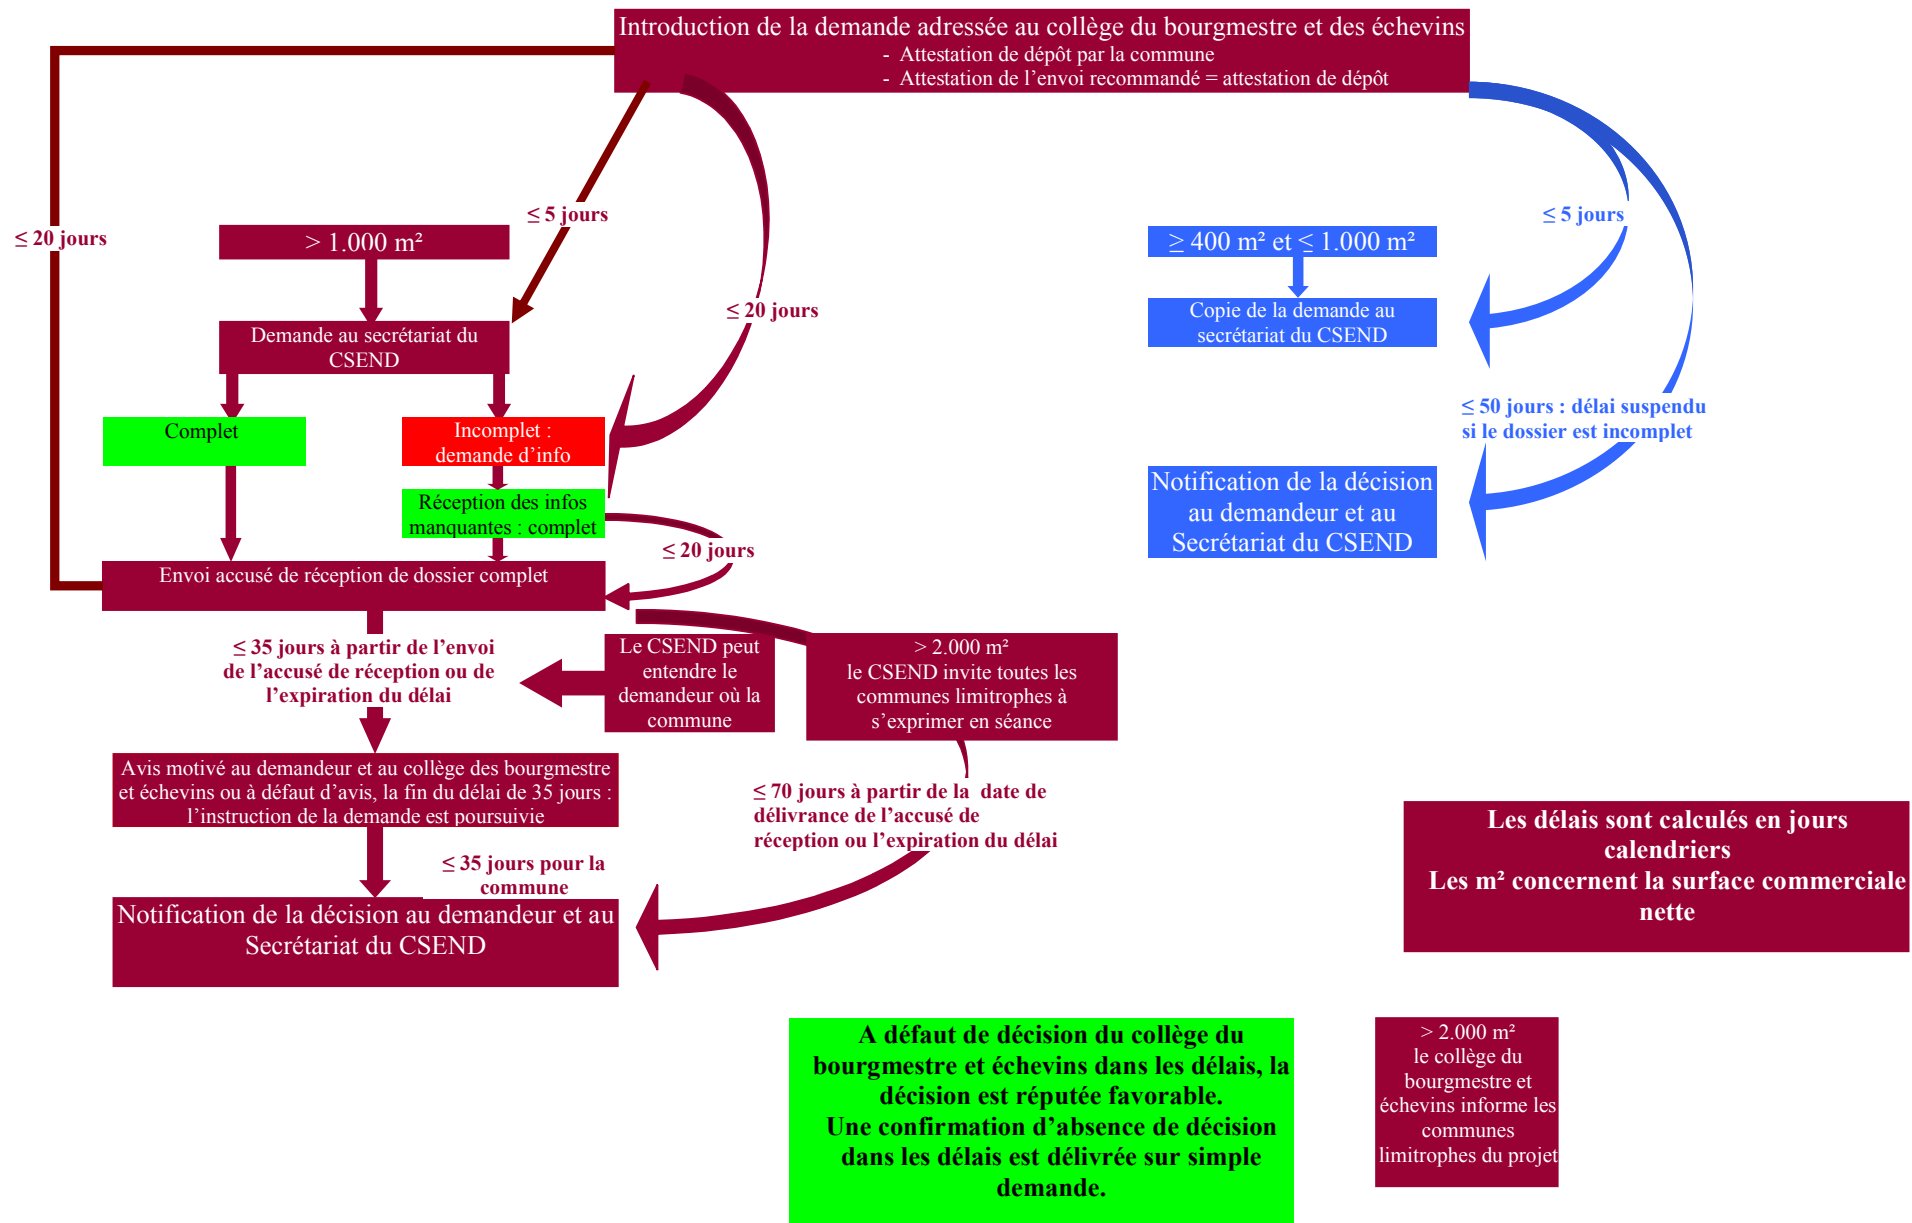 Introduction de la demande adressée au collège du bourgmestre et des échevins
- Attestation de dépôt par la commune
- Attestation de l’envoi recommandé = attestation de dépôt
≤ 20 jours
≤ 5 jours
> 1.000 m²
≤ 20 jours
Demande au secrétariat du
CSEND
Complet
Incomplet :
demande d’info
Réception des infos
manquantes : complet
≤ 20 jours
Envoi accusé de réception de dossier complet
≤ 35 jours à partir de l’envoi
de l’accusé de réception ou de
l’expiration du délai
Le CSEND peut
entendre le
demandeur où la
commune
> 2.000 m²
le CSEND invite toutes les
communes limitrophes à
s’exprimer en séance
Avis motivé au demandeur et au collège des bourgmestre
et échevins ou à défaut d’avis, la fin du délai de 35 jours :
l’instruction de la demande est poursuivie
≤ 70 jours à partir de la date de
délivrance de l’accusé de
réception ou l’expiration du délai
≤ 35 jours pour la
commune
Notification de la décision au demandeur et au
Secrétariat du CSEND
≤ 5 jours
≥ 400 m² et ≤ 1.000 m²
Copie de la demande au
secrétariat du CSEND
≤ 50 jours : délai suspendu
si le dossier est incomplet
Notification de la décision
au demandeur et au
Secrétariat du CSEND
Les délais sont calculés en jours
calendriers
Les m² concernent la surface commerciale
nette
A défaut de décision du collège du
bourgmestre et échevins dans les délais, la
décision est réputée favorable.
Une confirmation d’absence de décision
dans les délais est délivrée sur simple
demande.
> 2.000 m²
le collège du
bourgmestre et
échevins informe les
communes
limitrophes du projet